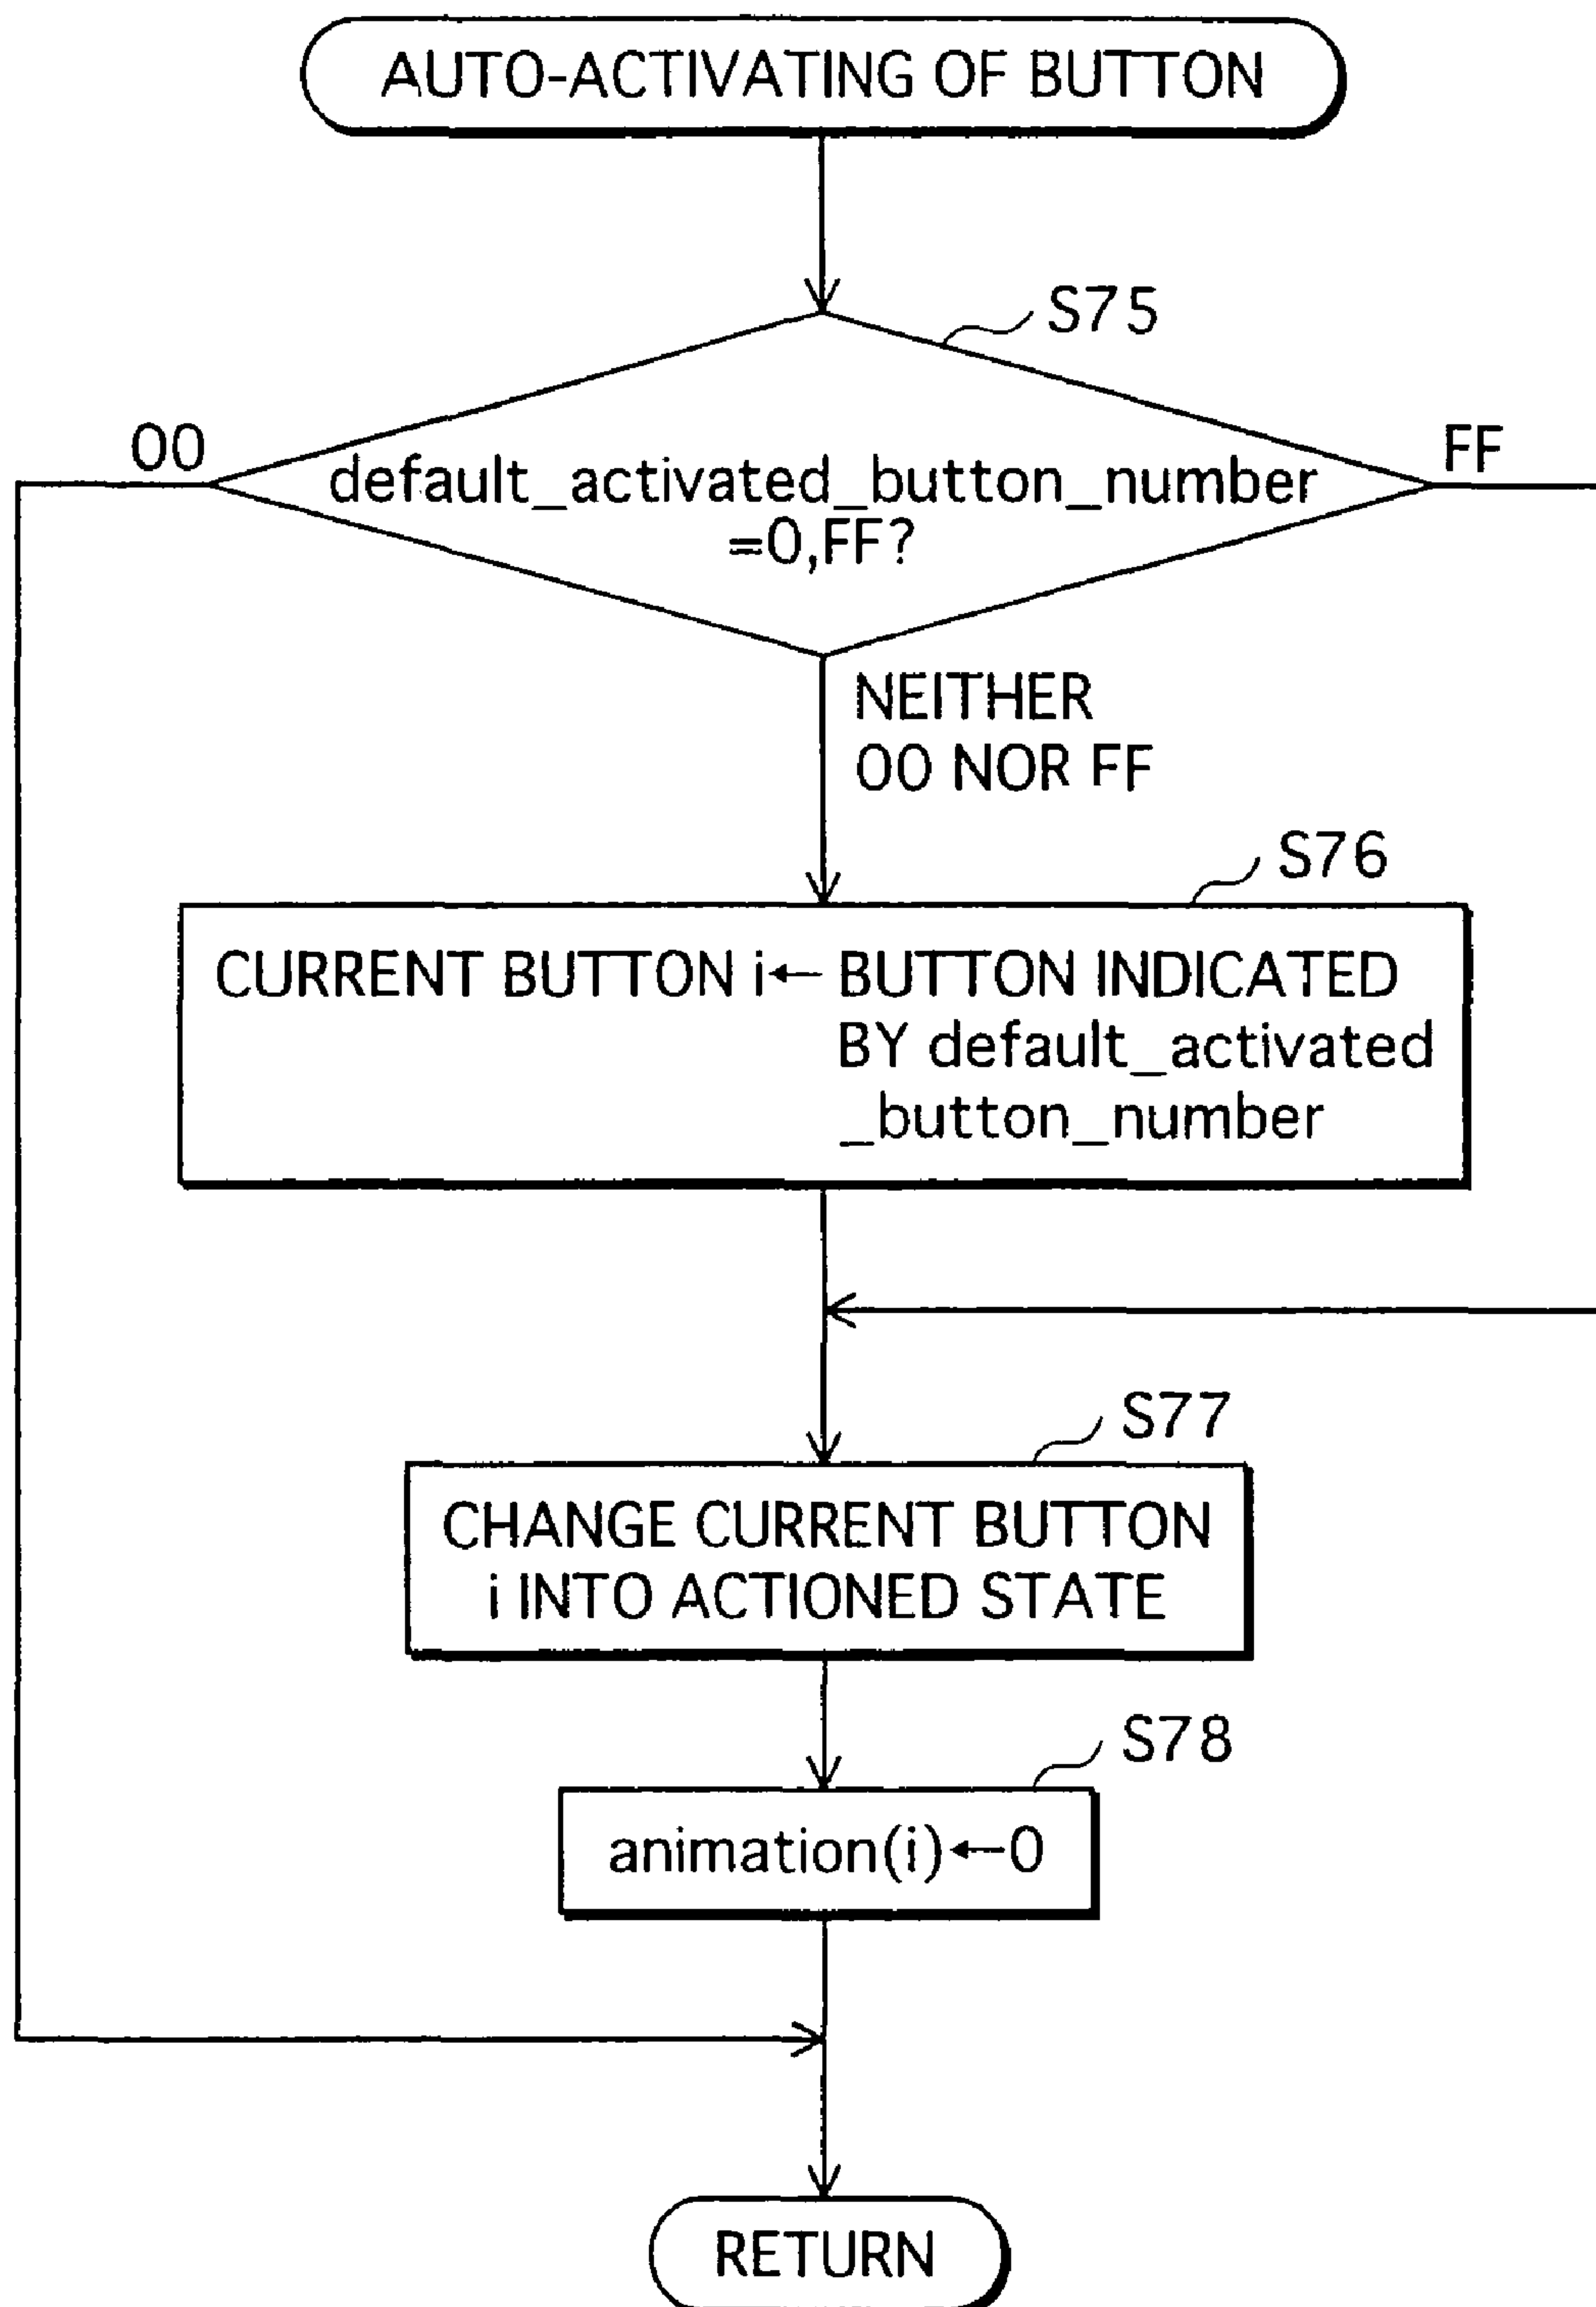 AUTO-ACTIVATING OF BUTTON
S75
00
FF
default_activated_button_number
=0,FF?
NEITHER
00 NOR FF
S76
CURRENT BUTTON i← BUTTON INDICATED
BY default_activated
_button_number
S77
CHANGE CURRENT BUTTON
i INTO ACTIONED STATE
S78
animation(i)←0
RETURN